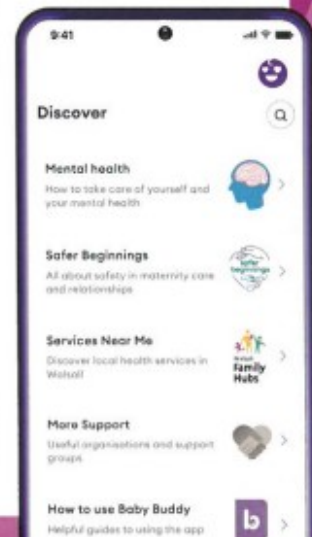 9:41
Discover
Mental health
How to take care of yourself and
your mental health
Safer Beginnings
All about safety in maternity care
and relationships
safer
beginnings
Services Near Me
Discover local health services in
Walsall
Walsall
Family
Hubs
More Support
Useful organisations and support
groups
How to use Baby Buddy
Helpful guides to using the app
b